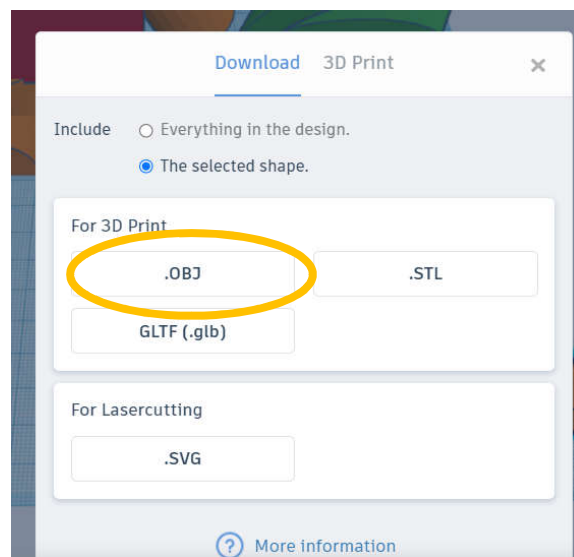 Download 3D Print ×
Include Everything in the design.
The selected shape.
For 3D Print
.OBJ .STL
GLTF (.glb)
For Lasercutting
.SVG
? More information